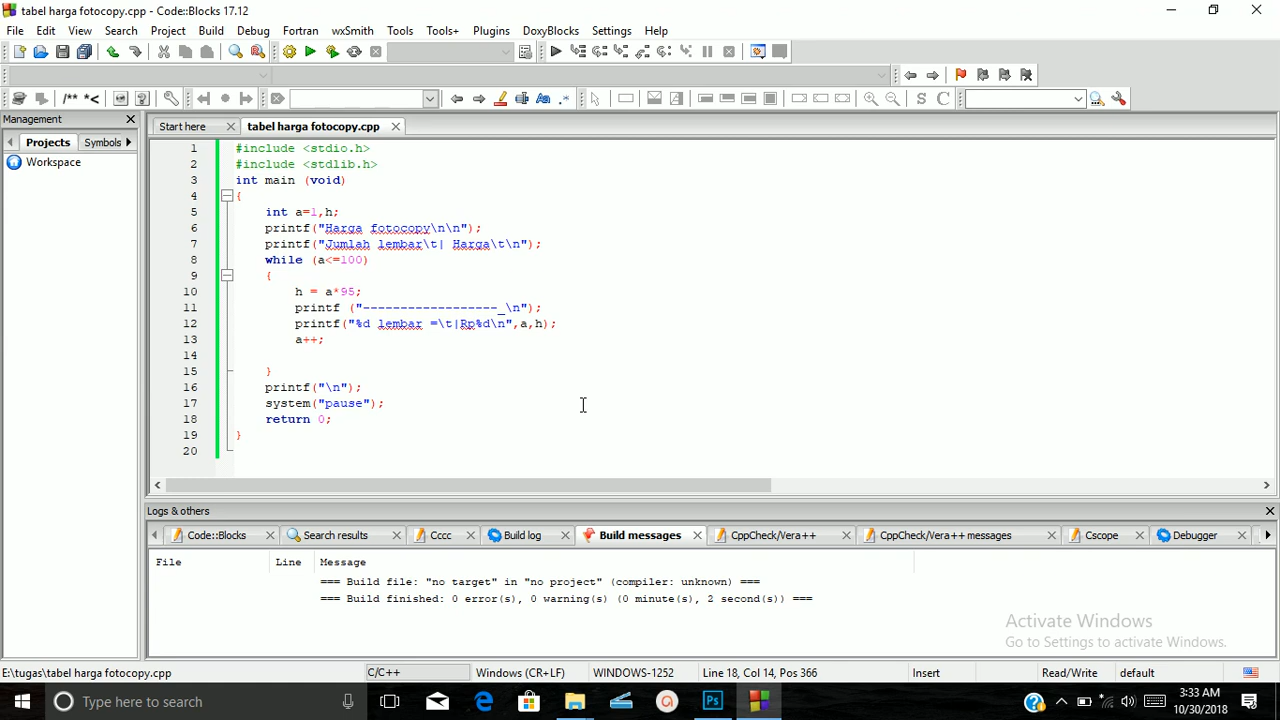 tabel harga fotocopy.cpp - Code::Blocks 17.12
File Edit View Search Project Build Debug Fortran wxSmith Tools Tools+ Plugins DoxyBlocks Settings Help
/** *<
S C
Management
Projects Symbols
Workspace
Start here tabel harga fotocopy.cpp
1 #include <stdio.h>
2 #include <stdlib.h>
3 int main (void)
4 {
5 int a=1,h;
6 printf("Harga fotocopy\n\n");
7 printf("Jumlah lembar\t| Harga\t\n");
8 while (a<=100)
9 {
10 h = a*95;
11 printf ("------------------_\n");
12 printf("%d lembar =\t|Rp%d\n",a,h);
13 a++;
14
15 }
16 printf("\n");
17 system("pause");
18 return 0;
19 }
20
Logs & others
Code::Blocks Search results Cccc Build log Build messages CppCheck/Vera++ CppCheck/Vera++ messages Cscope Debugger
File Line Message
=== Build file: "no target" in "no project" (compiler: unknown) ===
=== Build finished: 0 error(s), 0 warning(s) (0 minute(s), 2 second(s)) ===
Activate Windows
Go to Settings to activate Windows.
E:\tugas\tabel harga fotocopy.cpp C/C++ Windows (CR+LF) WINDOWS-1252 Line 18, Col 14, Pos 366 Insert Read/Write default
Type here to search
3:33 AM
10/30/2018